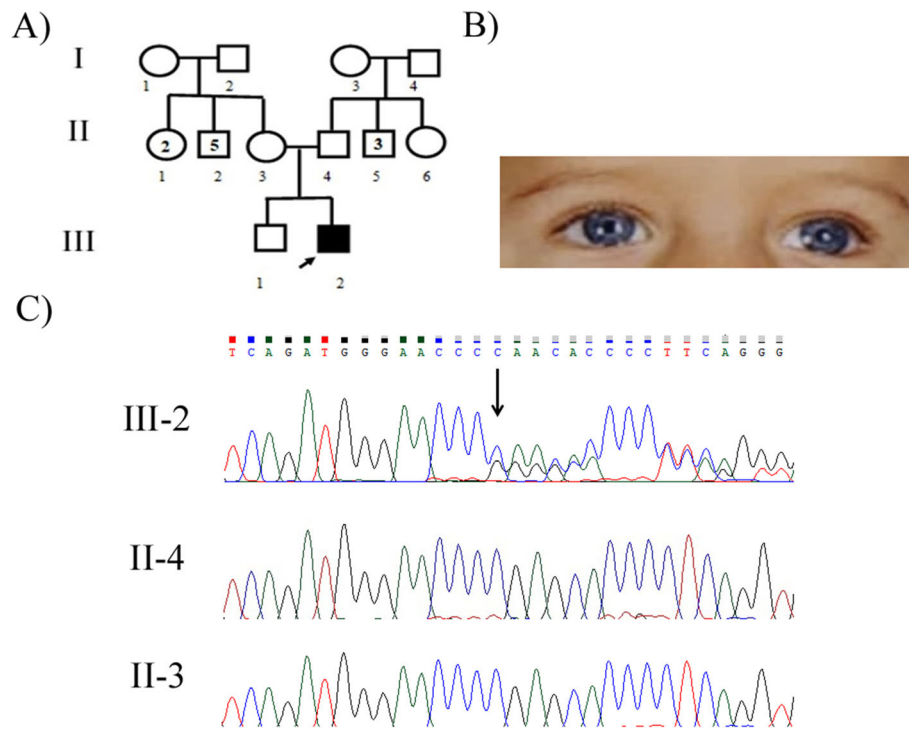 A)
B)
I
1 2 3 4
II
2 5 3
1 2 3 4 5 6
III
1 2
C)
T C A G A T G G G A A C C C C A A C A C C C C T T C A G G G
III-2
II-4
II-3